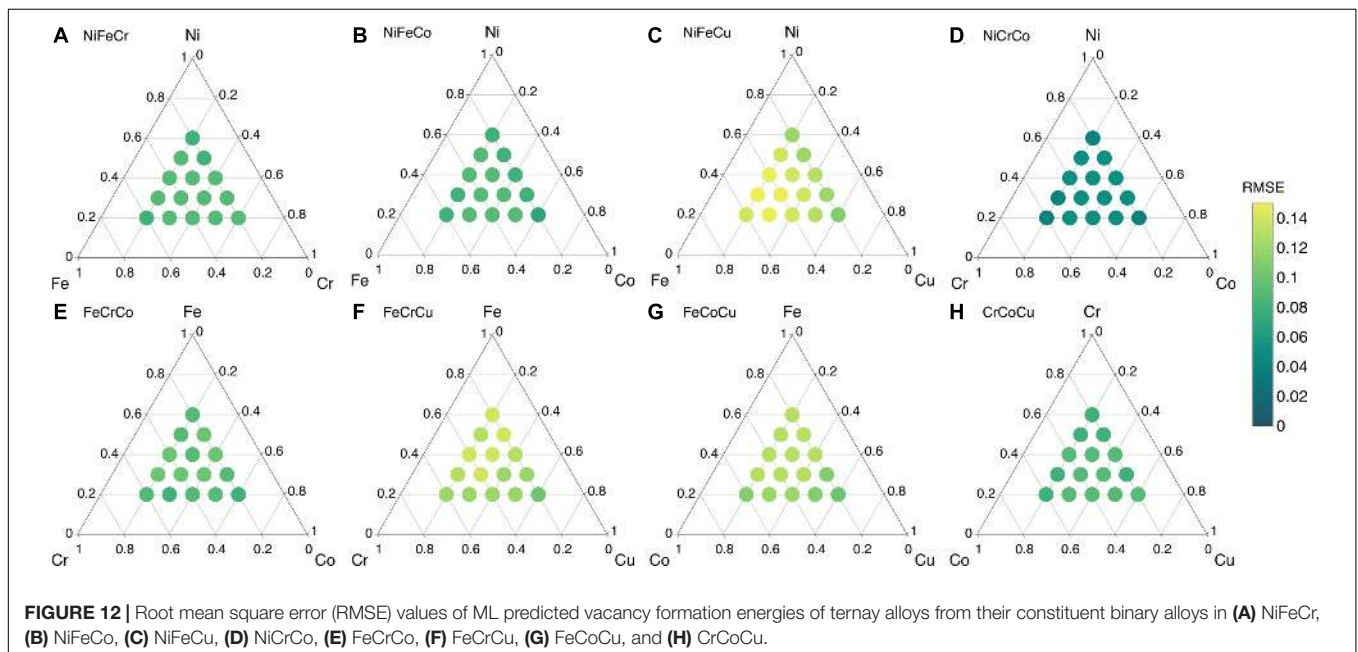 A NiFeCr Ni
1 0
0.8 0.2
0.6 0.4
0.4 0.6
0.2 0.8
0 1
1 0.8 0.6 0.4 0.2 0
Fe Cr
B NiFeCo Ni
1 0
0.8 0.2
0.6 0.4
0.4 0.6
0.2 0.8
0 1
1 0.8 0.6 0.4 0.2 0
Fe Co
C NiFeCu Ni
1 0
0.8 0.2
0.6 0.4
0.4 0.6
0.2 0.8
0 1
1 0.8 0.6 0.4 0.2 0
Fe Cu
D NiCrCo Ni
1 0
0.8 0.2
0.6 0.4
0.4 0.6
0.2 0.8
0 1
1 0.8 0.6 0.4 0.2 0
Cr Co
E FeCrCo Fe
1 0
0.8 0.2
0.6 0.4
0.4 0.6
0.2 0.8
0 1
1 0.8 0.6 0.4 0.2 0
Cr Co
F FeCrCu Fe
1 0
0.8 0.2
0.6 0.4
0.4 0.6
0.2 0.8
0 1
1 0.8 0.6 0.4 0.2 0
Cr Cu
G FeCoCu Fe
1 0
0.8 0.2
0.6 0.4
0.4 0.6
0.2 0.8
0 1
1 0.8 0.6 0.4 0.2 0
Co Cu
H CrCoCu Cr
1 0
0.8 0.2
0.6 0.4
0.4 0.6
0.2 0.8
0 1
1 0.8 0.6 0.4 0.2 0
Co Cu
RMSE
0.14
0.12
0.1
0.08
0.06
0.04
0.02
0
FIGURE 12 | Root mean square error (RMSE) values of ML predicted vacancy formation energies of ternay alloys from their constituent binary alloys in (A) NiFeCr,
(B) NiFeCo, (C) NiFeCu, (D) NiCrCo, (E) FeCrCo, (F) FeCrCu, (G) FeCoCu, and (H) CrCoCu.